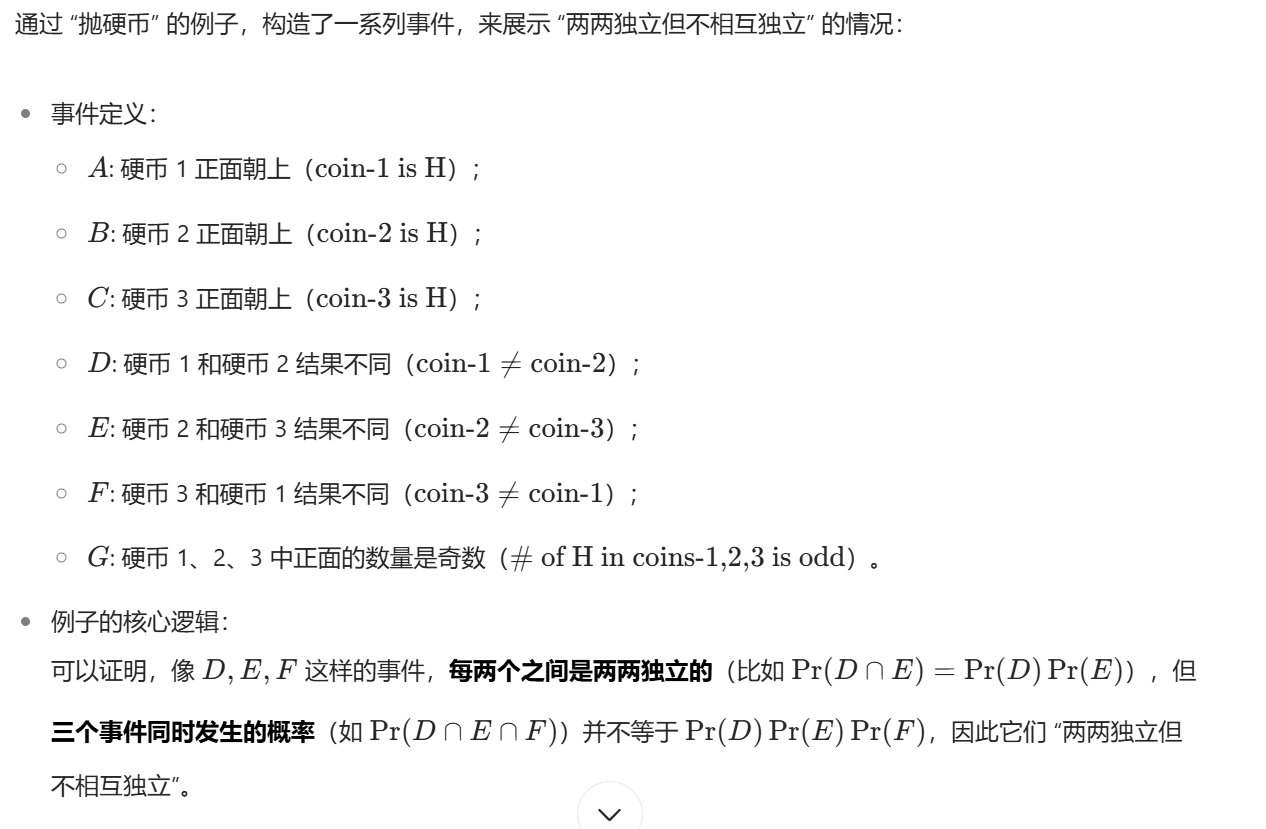 通过 “抛硬币” 的例子，构造了一系列事件，来展示 “两两独立但不相互独立” 的情况：
事件定义：
A: 硬币 1 正面朝上（coin-1 is H）；
B: 硬币 2 正面朝上（coin-2 is H）；
C: 硬币 3 正面朝上（coin-3 is H）；
D: 硬币 1 和硬币 2 结果不同（coin-1 ≠ coin-2）；
E: 硬币 2 和硬币 3 结果不同（coin-2 ≠ coin-3）；
F: 硬币 3 和硬币 1 结果不同（coin-3 ≠ coin-1）；
G: 硬币 1、2、3 中正面的数量是奇数（# of H in coins-1,2,3 is odd）。
例子的核心逻辑：
可以证明，像 D, E, F 这样的事件，每两个之间是两两独立的（比如 Pr(D ∩ E) = Pr(D) Pr(E)），但
三个事件同时发生的概率（如 Pr(D ∩ E ∩ F)）并不等于 Pr(D) Pr(E) Pr(F)，因此它们 “两两独立但
不相互独立”。